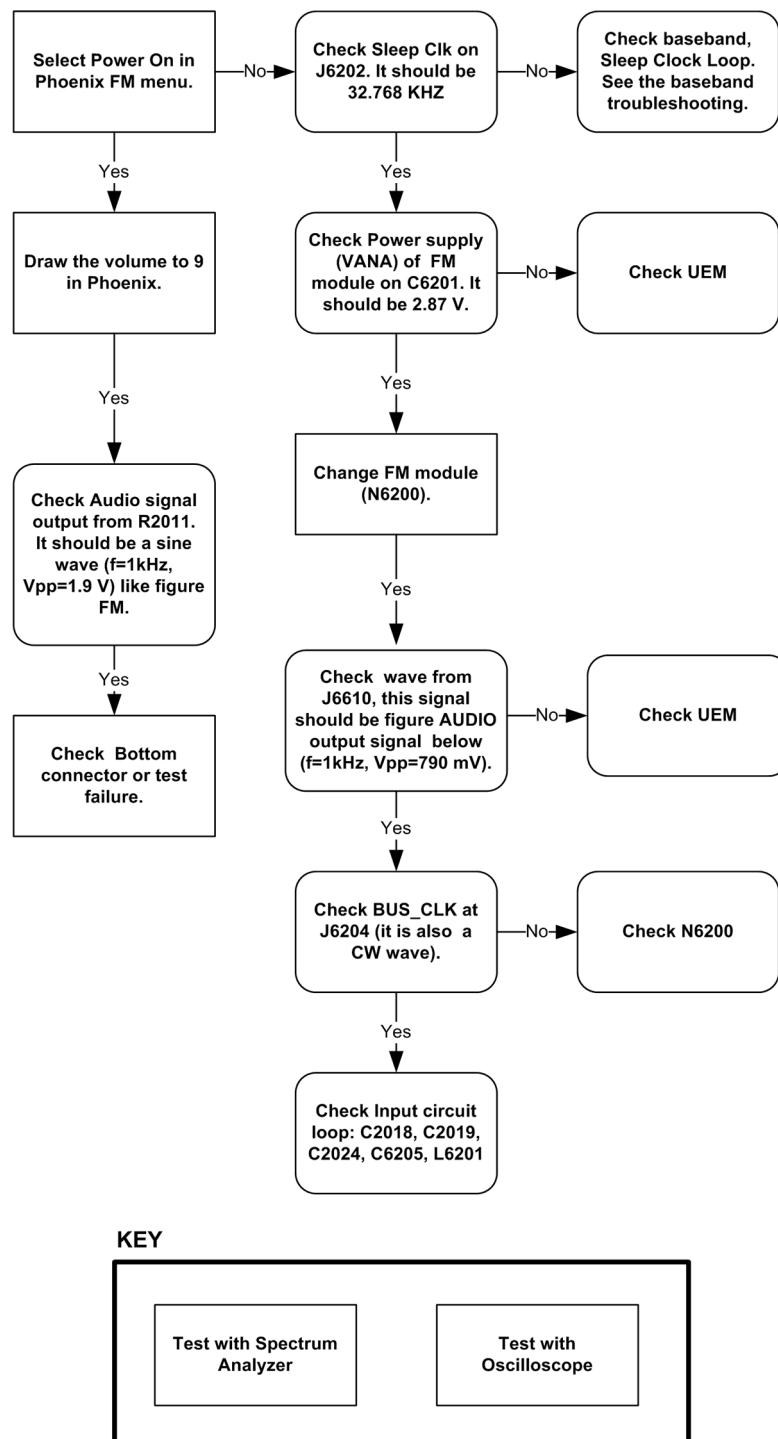 Select Power On in
Phoenix FM menu.
No
Check Sleep Clk on
J6202. It should be
32.768 KHZ
No
Check baseband,
Sleep Clock Loop.
See the baseband
troubleshooting.
Yes
Yes
Draw the volume to 9
in Phoenix.
Check Power supply
(VANA) of FM
module on C6201. It
should be 2.87 V.
No
Check UEM
Yes
Yes
Check Audio signal
output from R2011.
It should be a sine
wave (f=1kHz,
Vpp=1.9 V) like figure
FM.
Change FM module
(N6200).
Yes
Yes
Check Bottom
connector or test
failure.
Check wave from
J6610, this signal
should be figure AUDIO
output signal below
(f=1kHz, Vpp=790 mV).
No
Check UEM
Yes
Check BUS_CLK at
J6204 (it is also a
CW wave).
No
Check N6200
Yes
Check Input circuit
loop: C2018, C2019,
C2024, C6205, L6201
KEY
Test with Spectrum
Analyzer
Test with
Oscilloscope